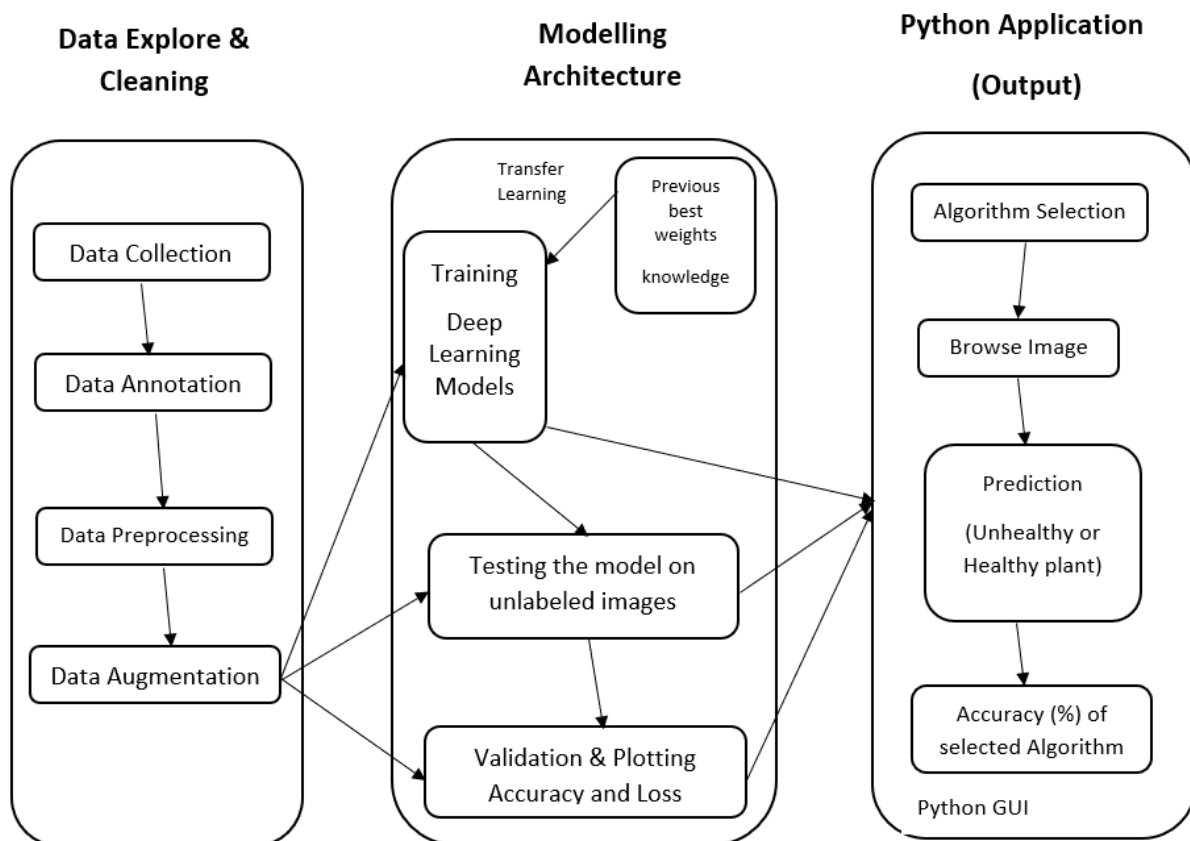 Data Explore &
Cleaning
Data Collection
Data Annotation
Data Preprocessing
Data Augmentation
Modelling
Architecture
Transfer
Learning
Previous
best
weights
knowledge
Training
Deep
Learning
Models
Testing the model on
unlabeled images
Validation & Plotting
Accuracy and Loss
Python Application
(Output)
Algorithm Selection
Browse Image
Prediction
(Unhealthy or
Healthy plant)
Accuracy (%) of
selected Algorithm
Python GUI